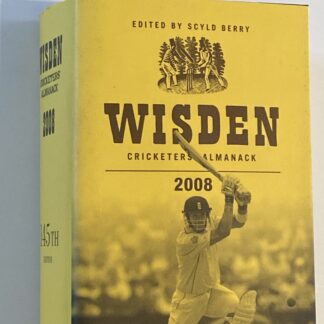 WISDEN
CRICKETERS'
ALMANACK
2008
145TH
EDITION
EDITED BY SCYLD BERRY
WISDEN
CRICKETERS' ALMANACK
2008